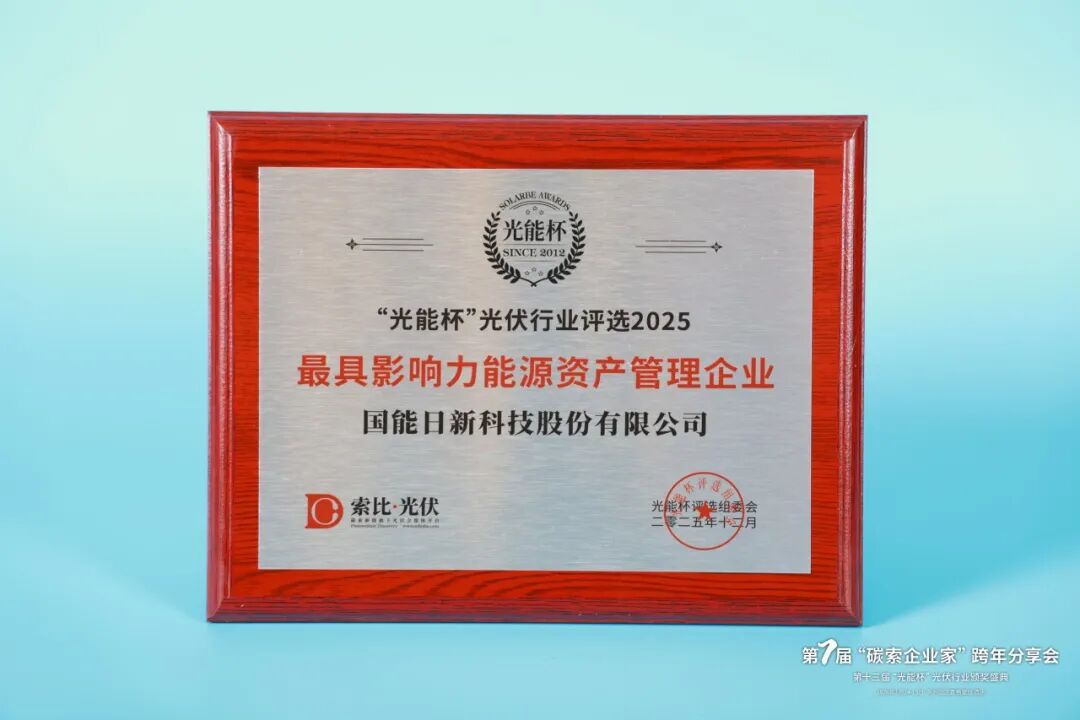 SOLARBE AWARDS
光能杯
SINCE 2012
“光能杯”光伏行业评选2025
最具影响力能源资产管理企业
国能日新科技股份有限公司
索比·光伏
光能杯评选组委会
二零二五年十二月
第7届“碳索企业家”跨年分享会
第十三届“光能杯”光伏行业颁奖盛典